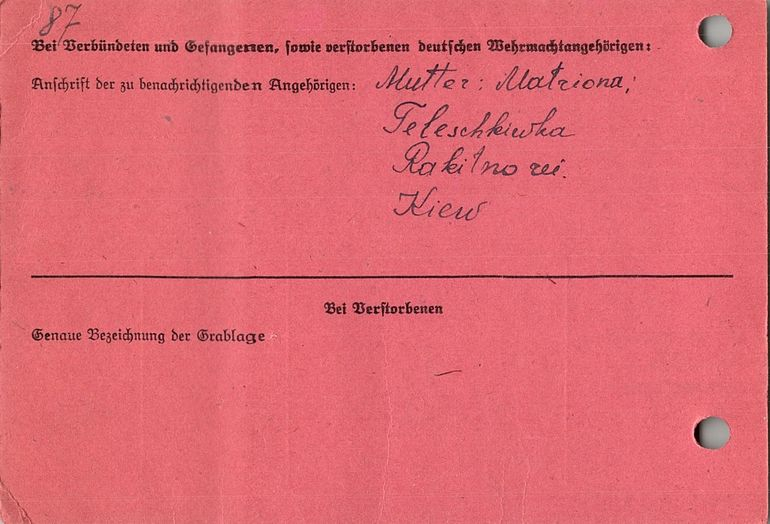 87
Bei Verbündeten und Gefangenen, sowie verstorbenen deutschen Wehrmachtangehörigen:
Anschrift der zu benachrichtigenden Angehörigen: Mutter: Matriona;
Teleschkiwka
Rakitno rei.
Kiew
Bei Verstorbenen
Genaue Bezeichnung der Grablage